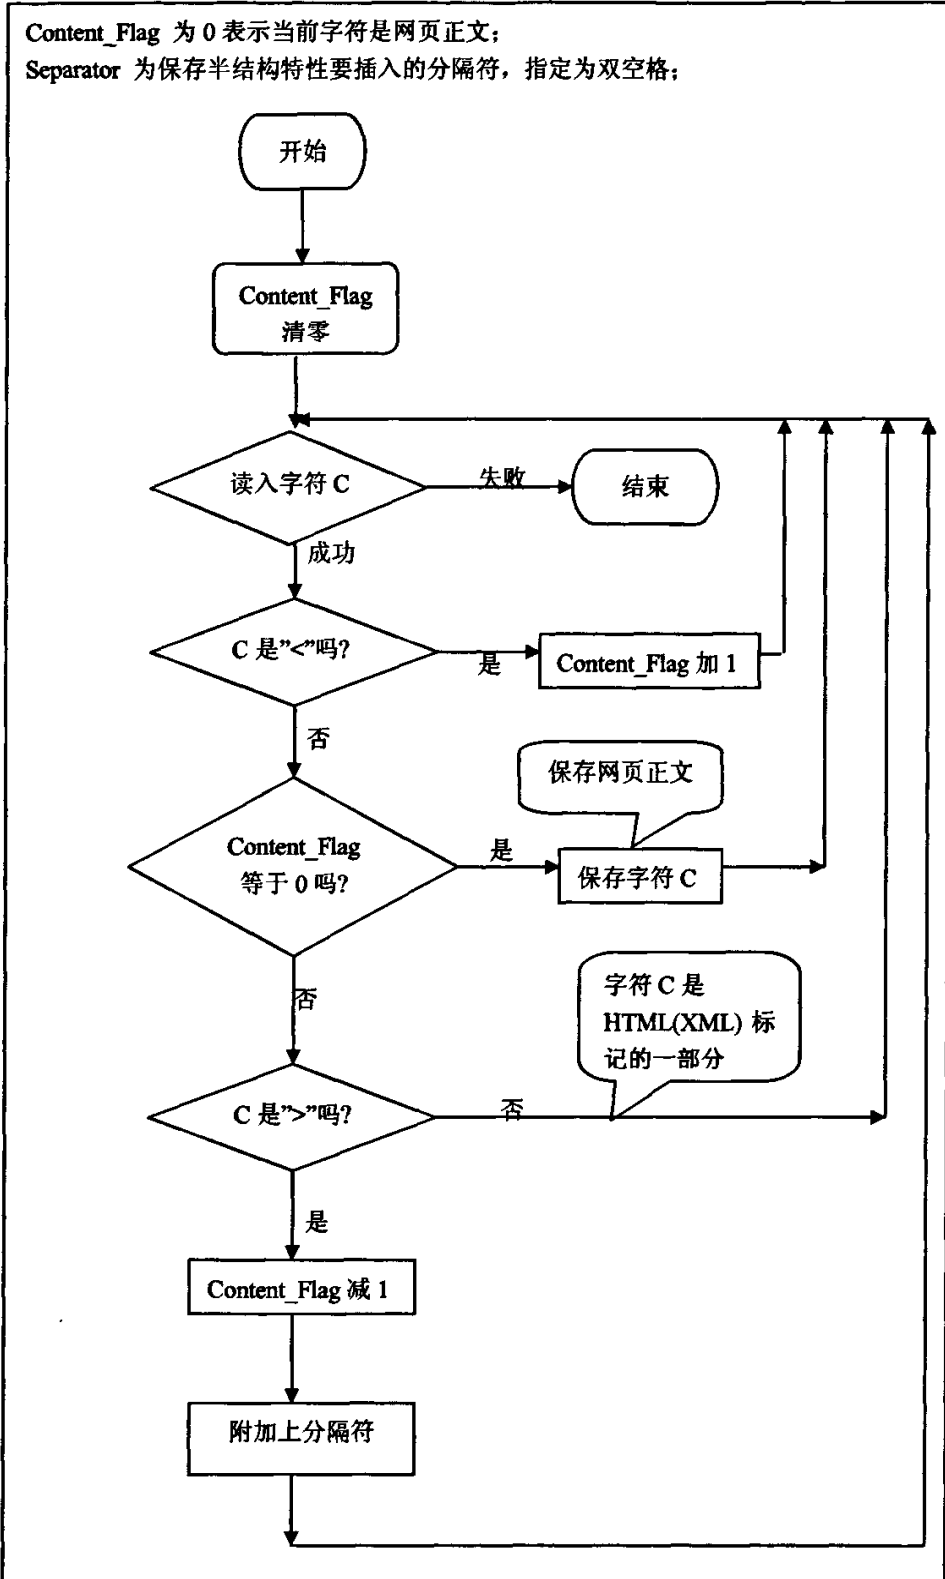 Content_Flag 为 0 表示当前字符是网页正文；
Separator 为保存半结构特性要插入的分隔符，指定为双空格；
开始
Content_Flag
清零
读入字符 C
失败
结束
成功
C 是”<”吗?
是
Content_Flag 加 1
否
保存网页正文
Content_Flag
等于 0 吗?
是
保存字符 C
否
字符 C 是
HTML(XML) 标
记的一部分
C 是”>”吗?
否
是
Content_Flag 减 1
附加上分隔符